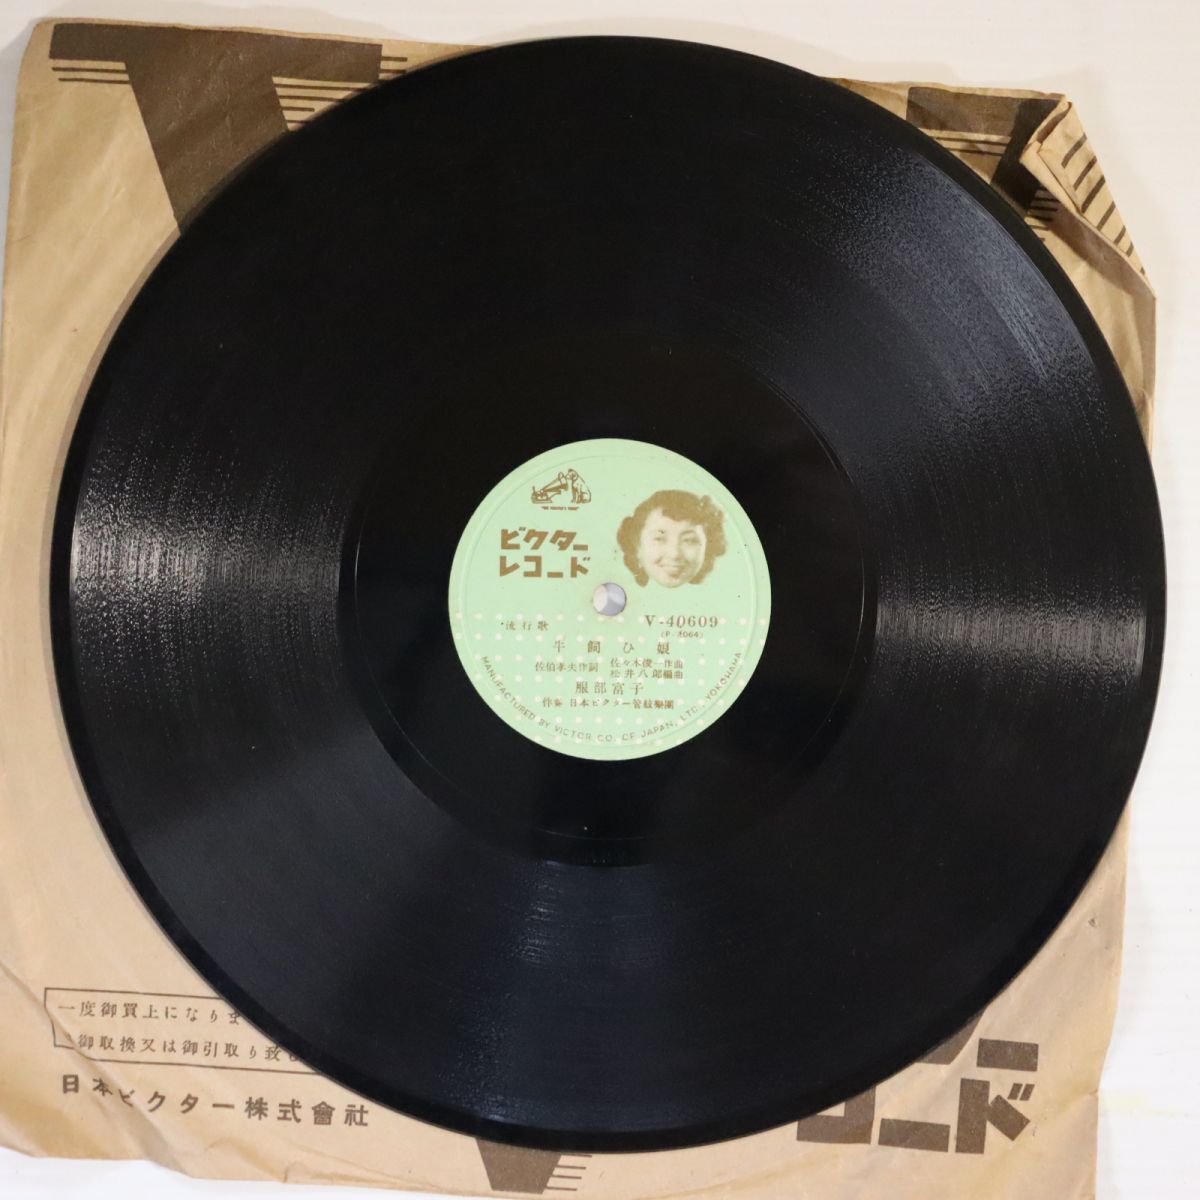 ビクター
レコード
流行歌
V-40609
(P-2064)
牛飼ひ娘
佐伯孝夫作詞 佐々木俊一作曲
松井八郎編曲
服部富子
伴奏 日本ビクター管絃樂團
MANUFACTURED BY VICTOR CO. OF JAPAN, LTD., YOKOHAMA
一度御買上になりま
御取換又は御引取り致
日本ビクター株式會社
コード